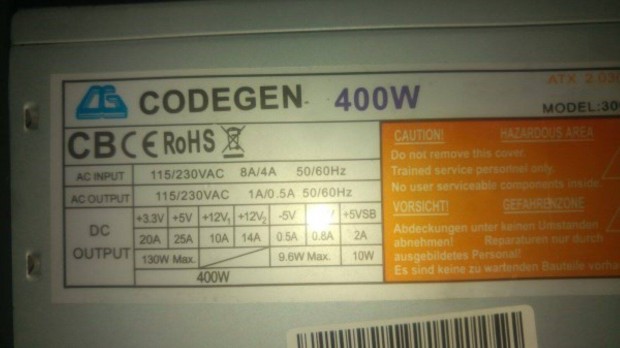 CODEGEN 400W
ATX 2.03
MODEL:30
CB CE RoHS
AC INPUT 115/230VAC 8A/4A 50/60Hz
AC OUTPUT 115/230VAC 1A/0.5A 50/60Hz
DC OUTPUT
+3.3V +5V +12V₁ +12V₂ -5V +5VSB
20A 25A 10A 14A 0.5A 0.8A 2A
130W Max. 9.6W Max. 10W
400W
CAUTION! HAZARDOUS AREA
Do not remove this cover.
Trained service personnel only.
No user serviceable components inside.
VORSICHT! GEFAHRENZONE
Abdeckungen unter keinen Umstanden
abnehmen! Reparaturen nur durch
ausgebildetes Personal!
Es sind keine zu wartenden Bauteile vorha